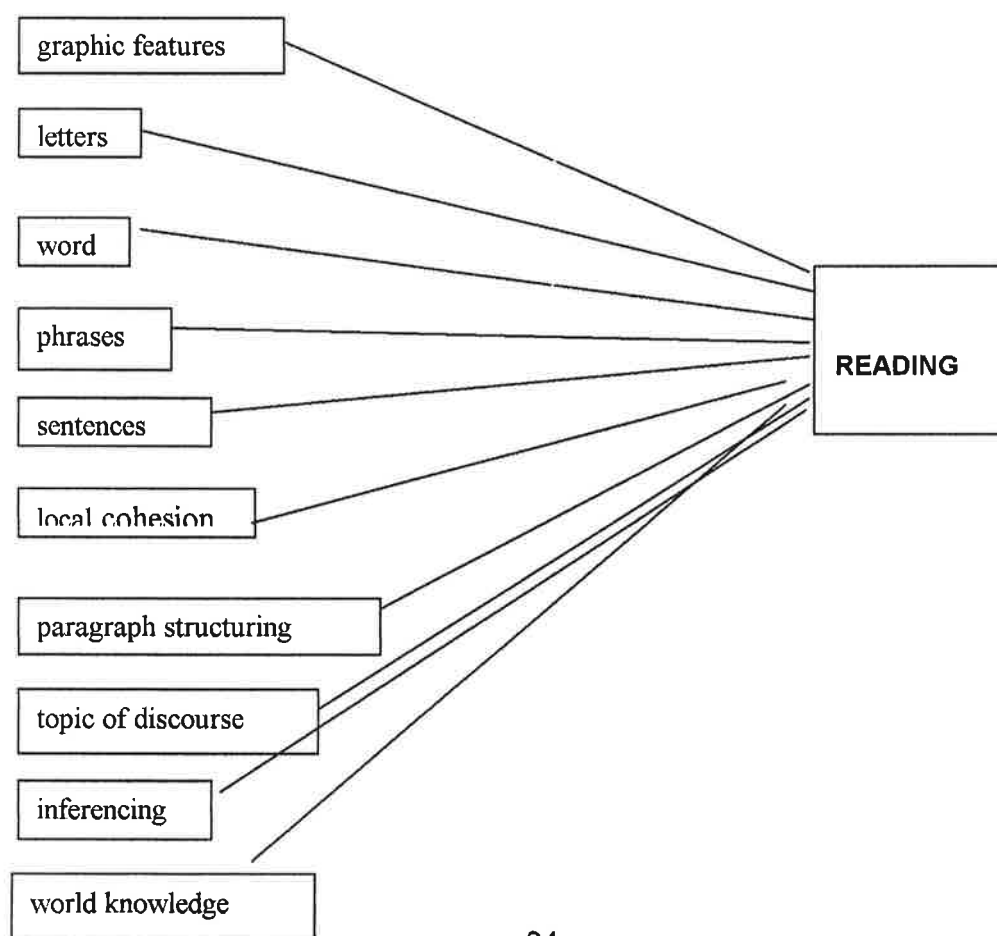 graphic features
letters
word
phrases
READING
sentences
local cohesion
paragraph structuring
topic of discourse
inferencing
world knowledge